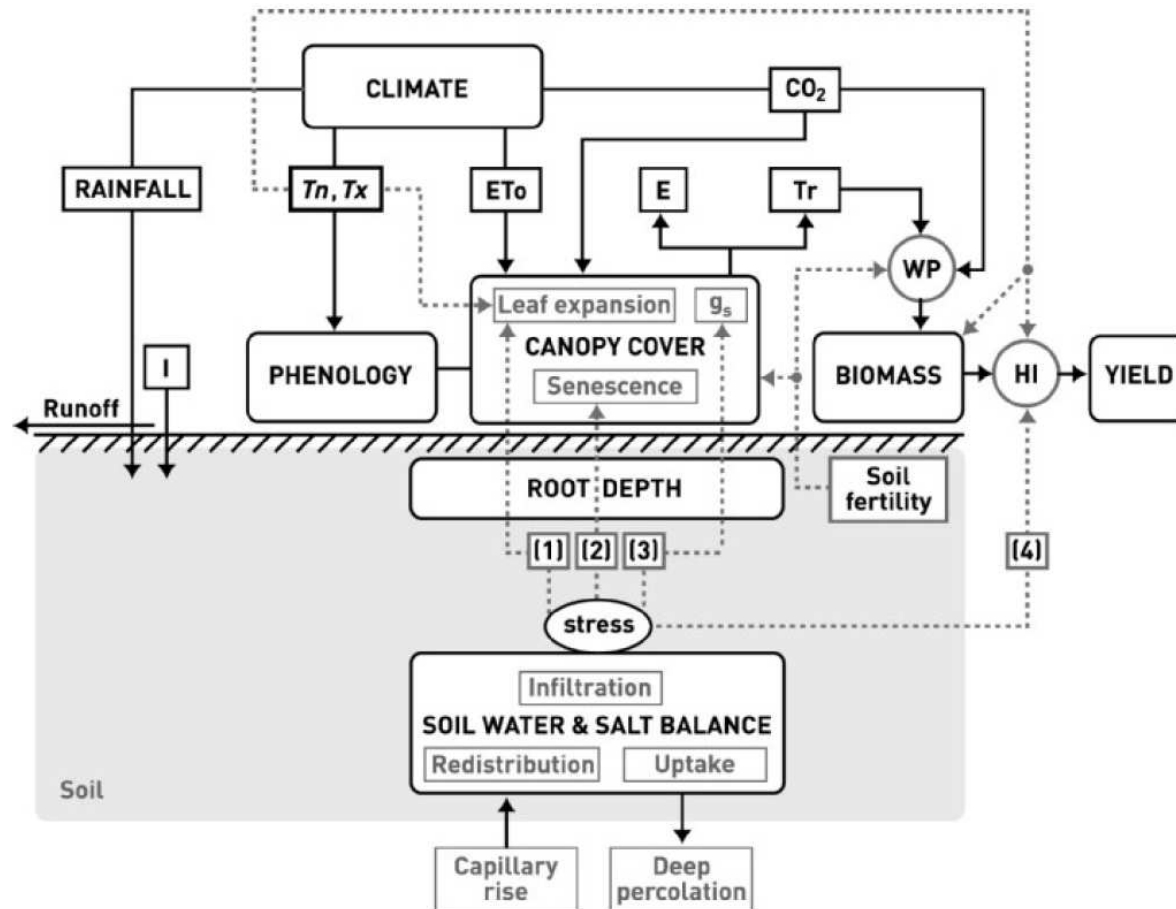 CLIMATE
CO₂
RAINFALL
Tn, Tx
ETo
E
Tr
WP
Leaf expansion
gₛ
CANOPY COVER
Senescence
PHENOLOGY
I
BIOMASS
HI
YIELD
Runoff
ROOT DEPTH
Soil
fertility
(1)
(2)
(3)
(4)
stress
Infiltration
SOIL WATER & SALT BALANCE
Redistribution
Uptake
Soil
Capillary
rise
Deep
percolation